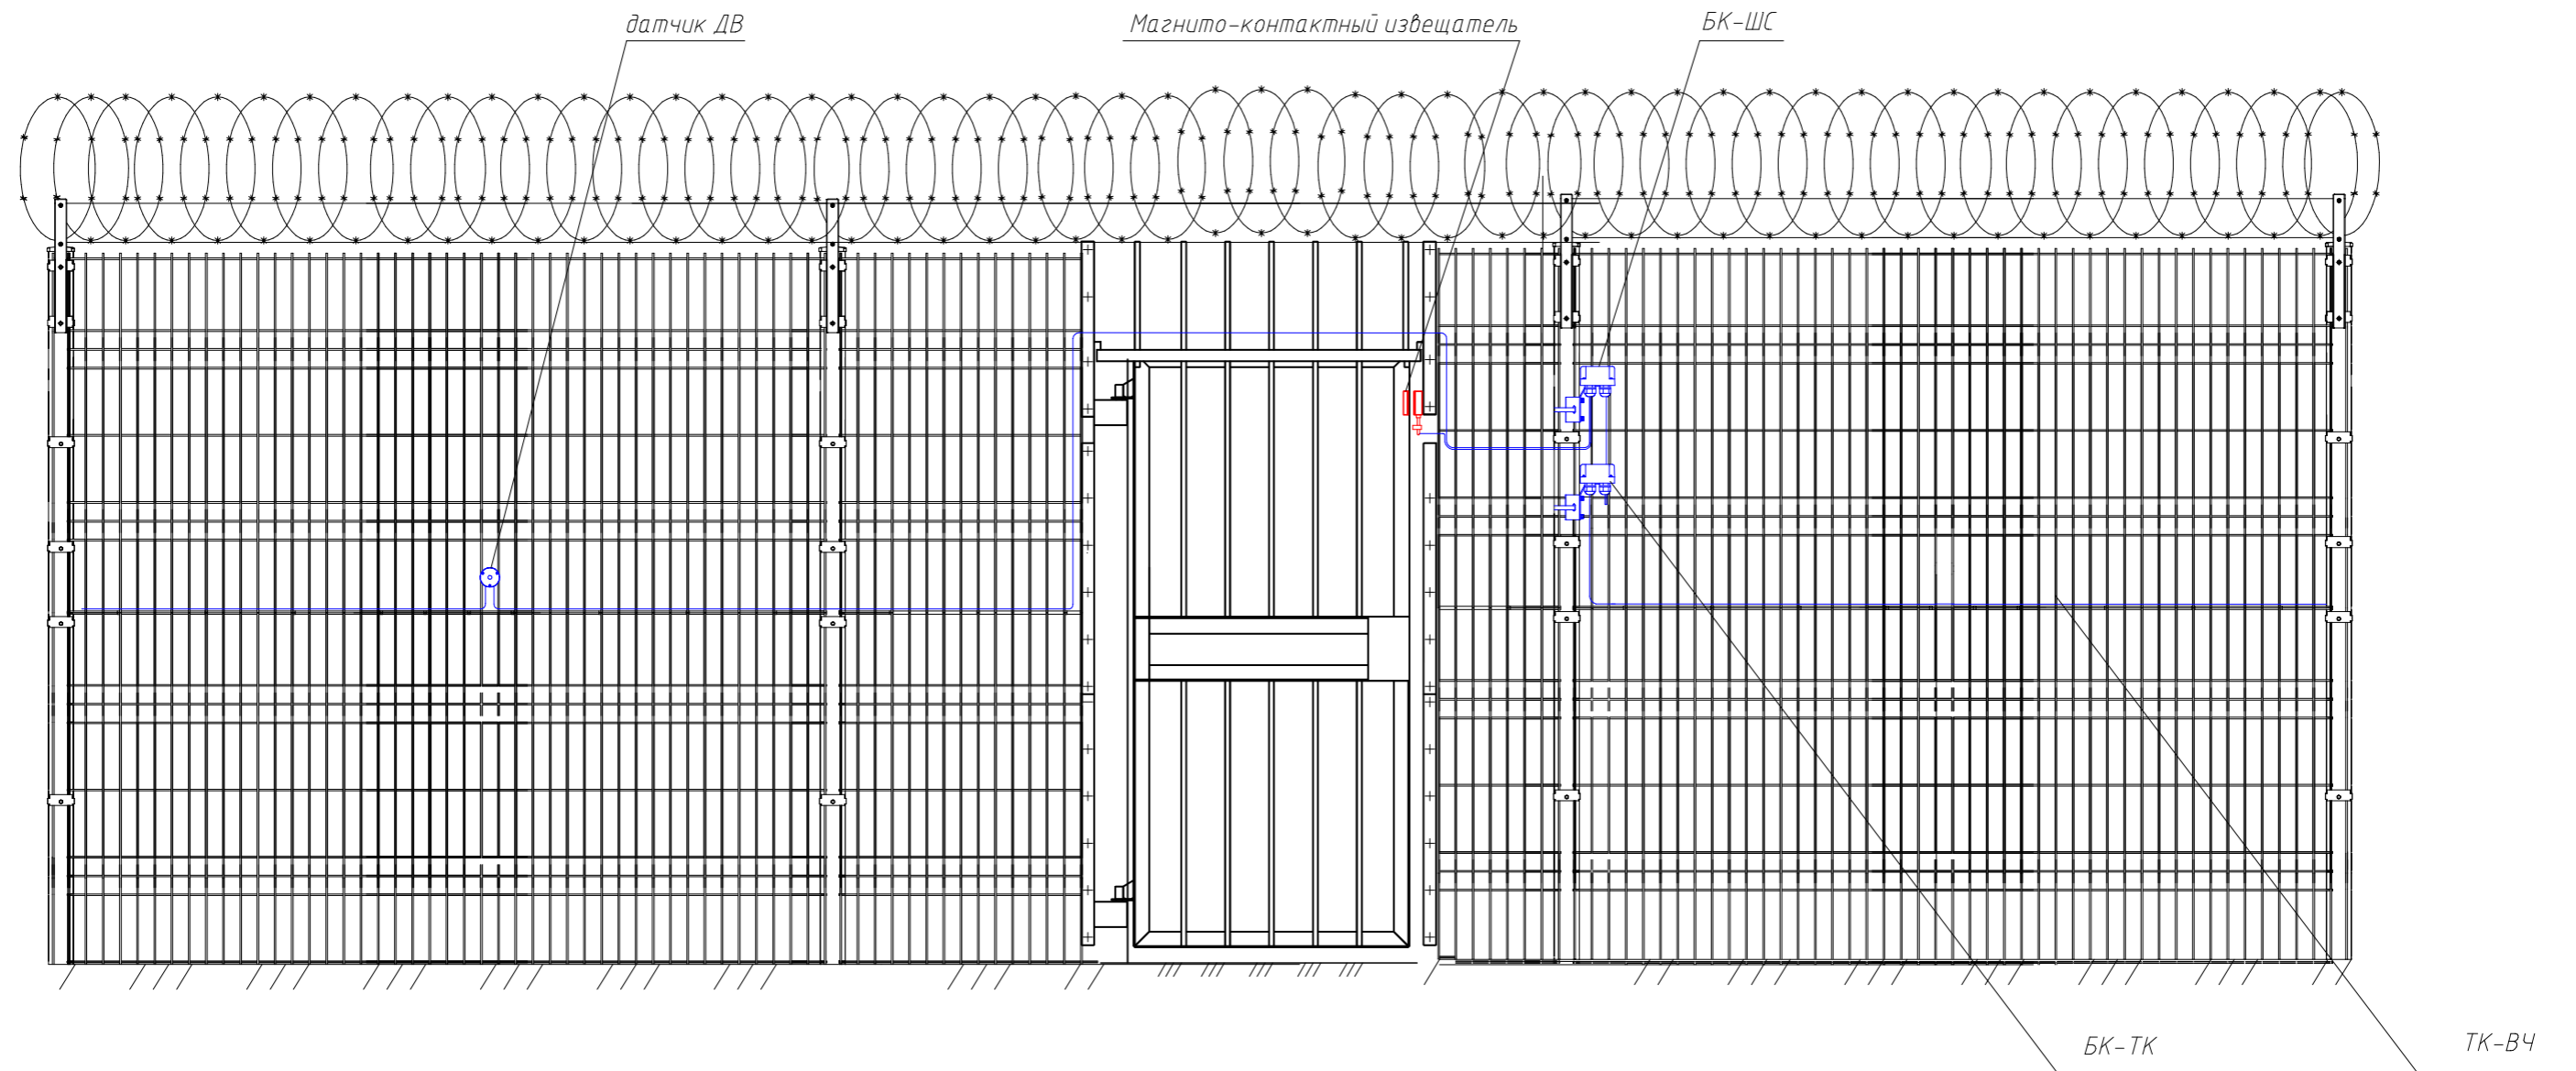 датчик ДВ
Магнито-контактный извещатель
БК-ШС
БК-ТК
ТК-ВЧ